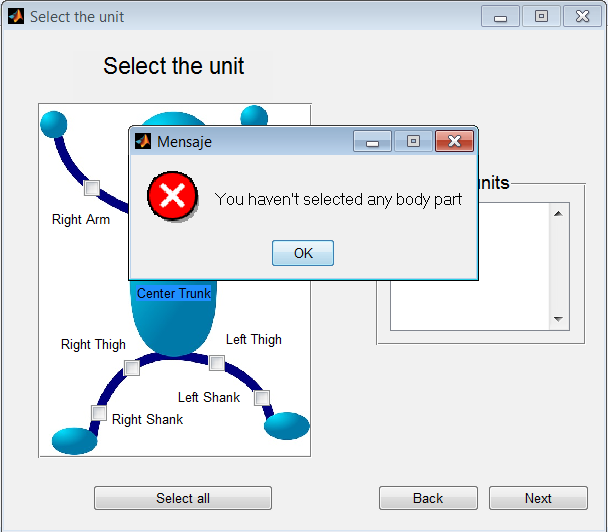 Select the unit
Select the unit
Mensaje
You haven't selected any body part
OK
Right Arm
Center Trunk
Right Thigh
Left Thigh
Left Shank
Right Shank
Select all
Back
Next